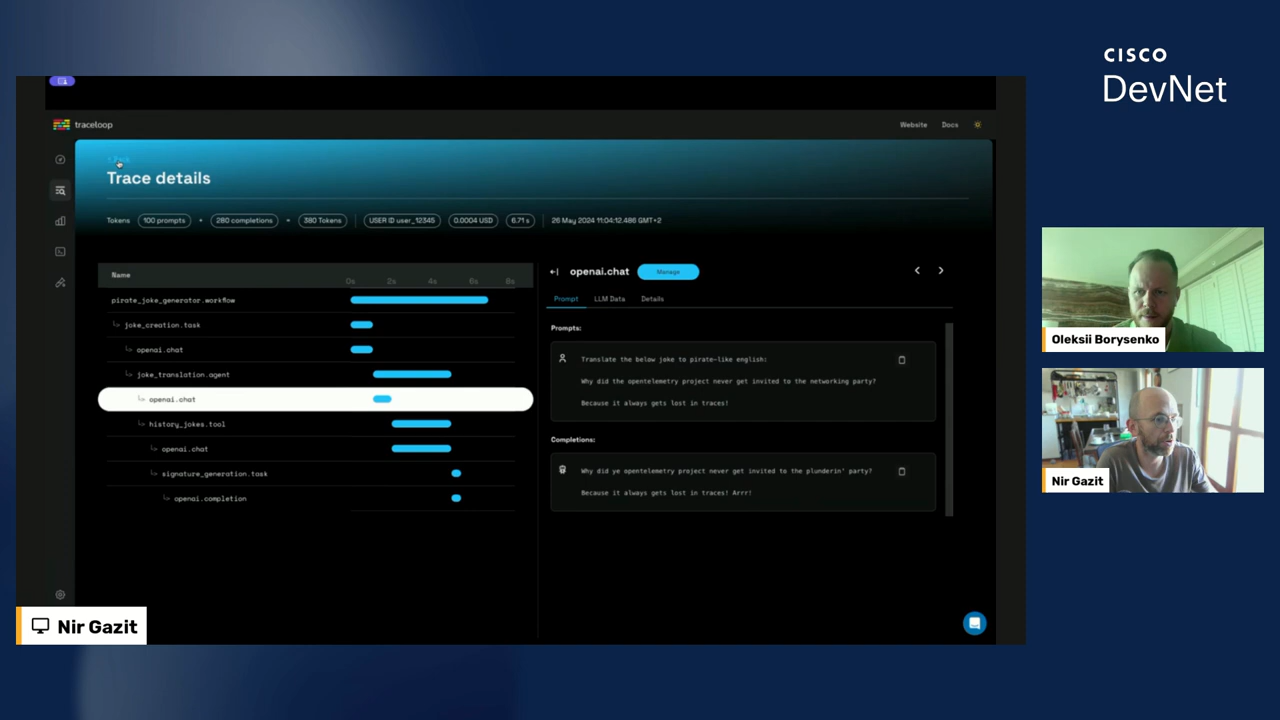 CISCO
DevNet
traceloop
Website
Docs
Trace details
Tokens
100 prompts
+
280 completions
=
380 Tokens
USER ID user_12345
0.0004 USD
6.71 s
26 May 2024 11:04:12.486 GMT+2
Name
0s
2s
4s
6s
8s
pirate_joke_generator.workflow
joke_creation.task
openai.chat
joke_translation.agent
openai.chat
history_jokes.tool
openai.chat
signature_generation.task
openai.completion
openai.chat
Manage
Prompt
LLM Data
Details
Prompts:
Translate the below joke to pirate-like english:
Why did the opentelemetry project never get invited to the networking party?
Because it always gets lost in traces!
Completions:
Why did ye opentelemetry project never get invited to the plunderin' party?
Because it always gets lost in traces! Arrr!
Oleksii Borysenko
Nir Gazit
Nir Gazit